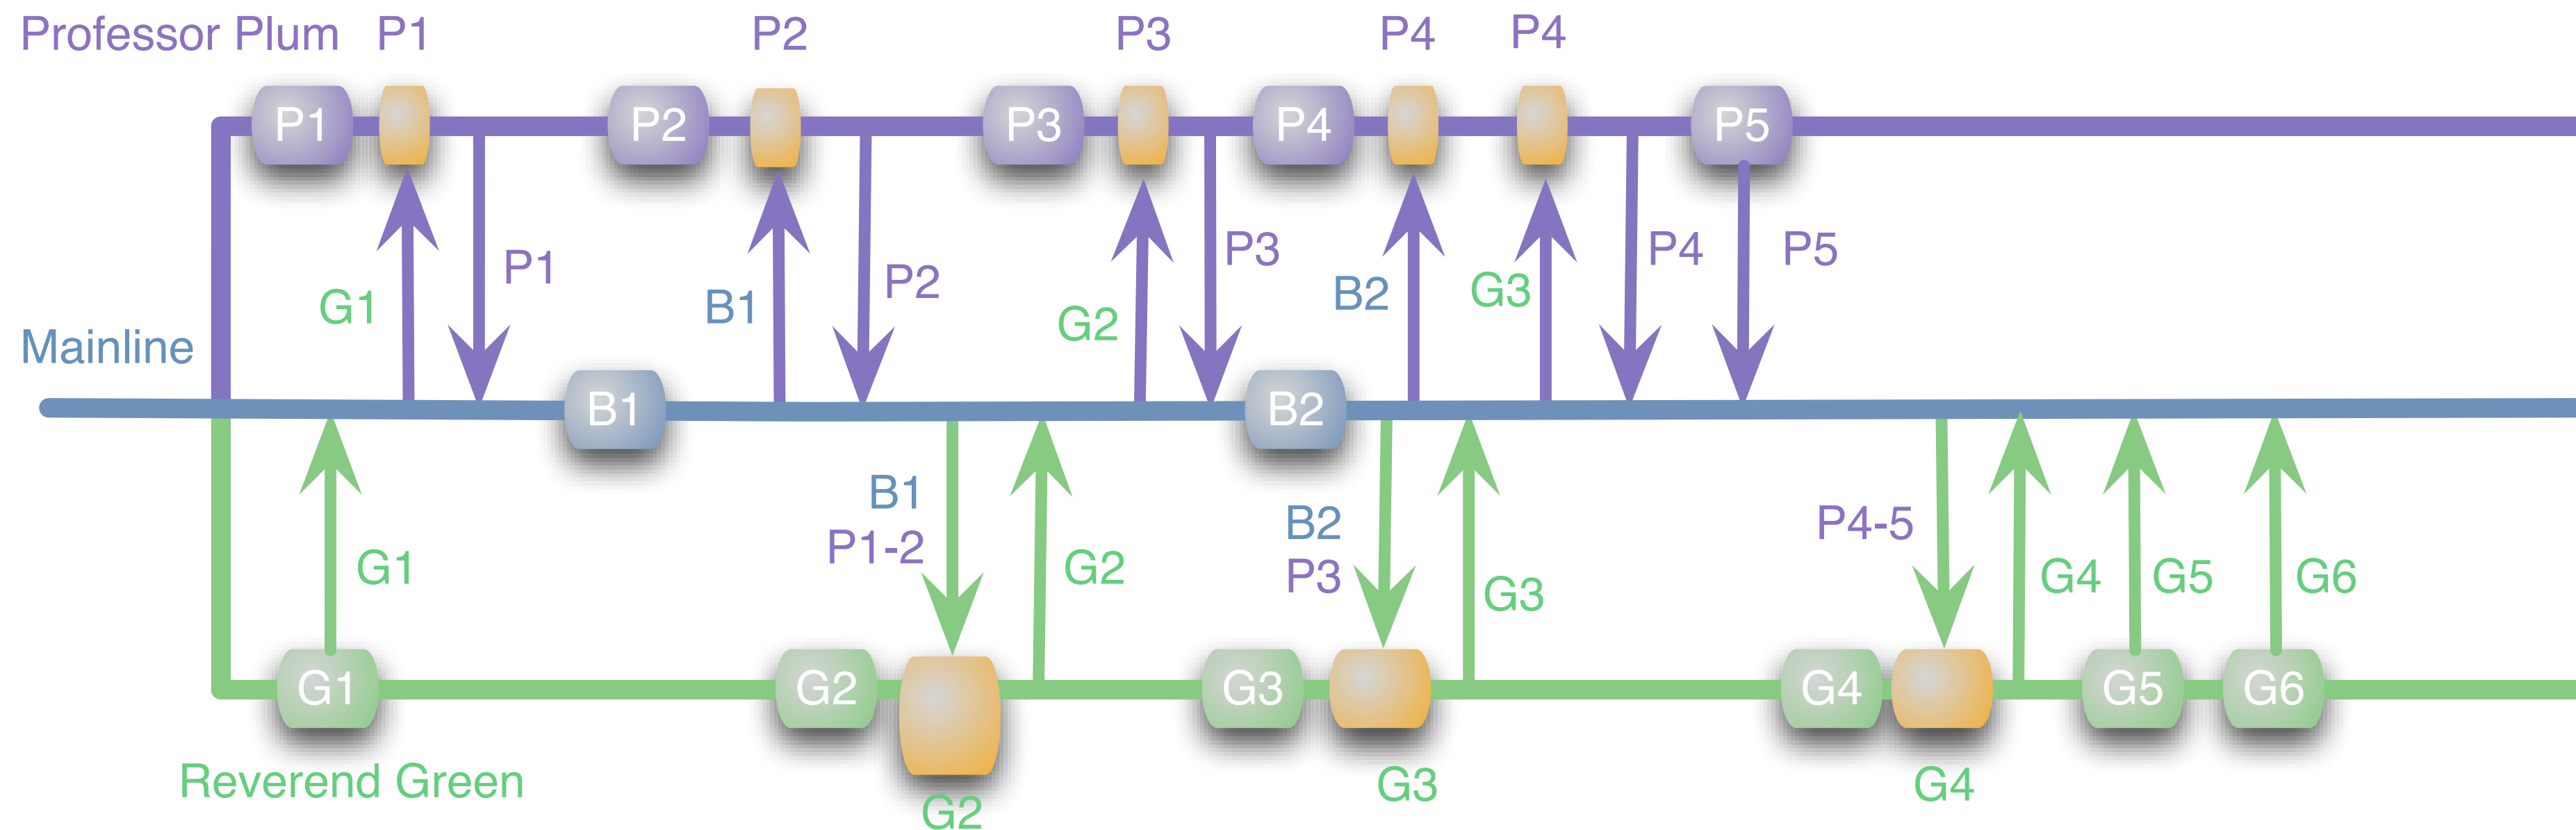 Professor Plum P1 P2 P3 P4 P4
P1 P2 P3 P4 P5
G1 P1 B1 P2 G2 P3 B2 G3 P4 P5
Mainline
B1 B2
B1
P1-2
G1 G2
B2
P3
G3
P4-5
G4 G5 G6
G1 G2 G3 G4 G5 G6
Reverend Green
G2 G3 G4